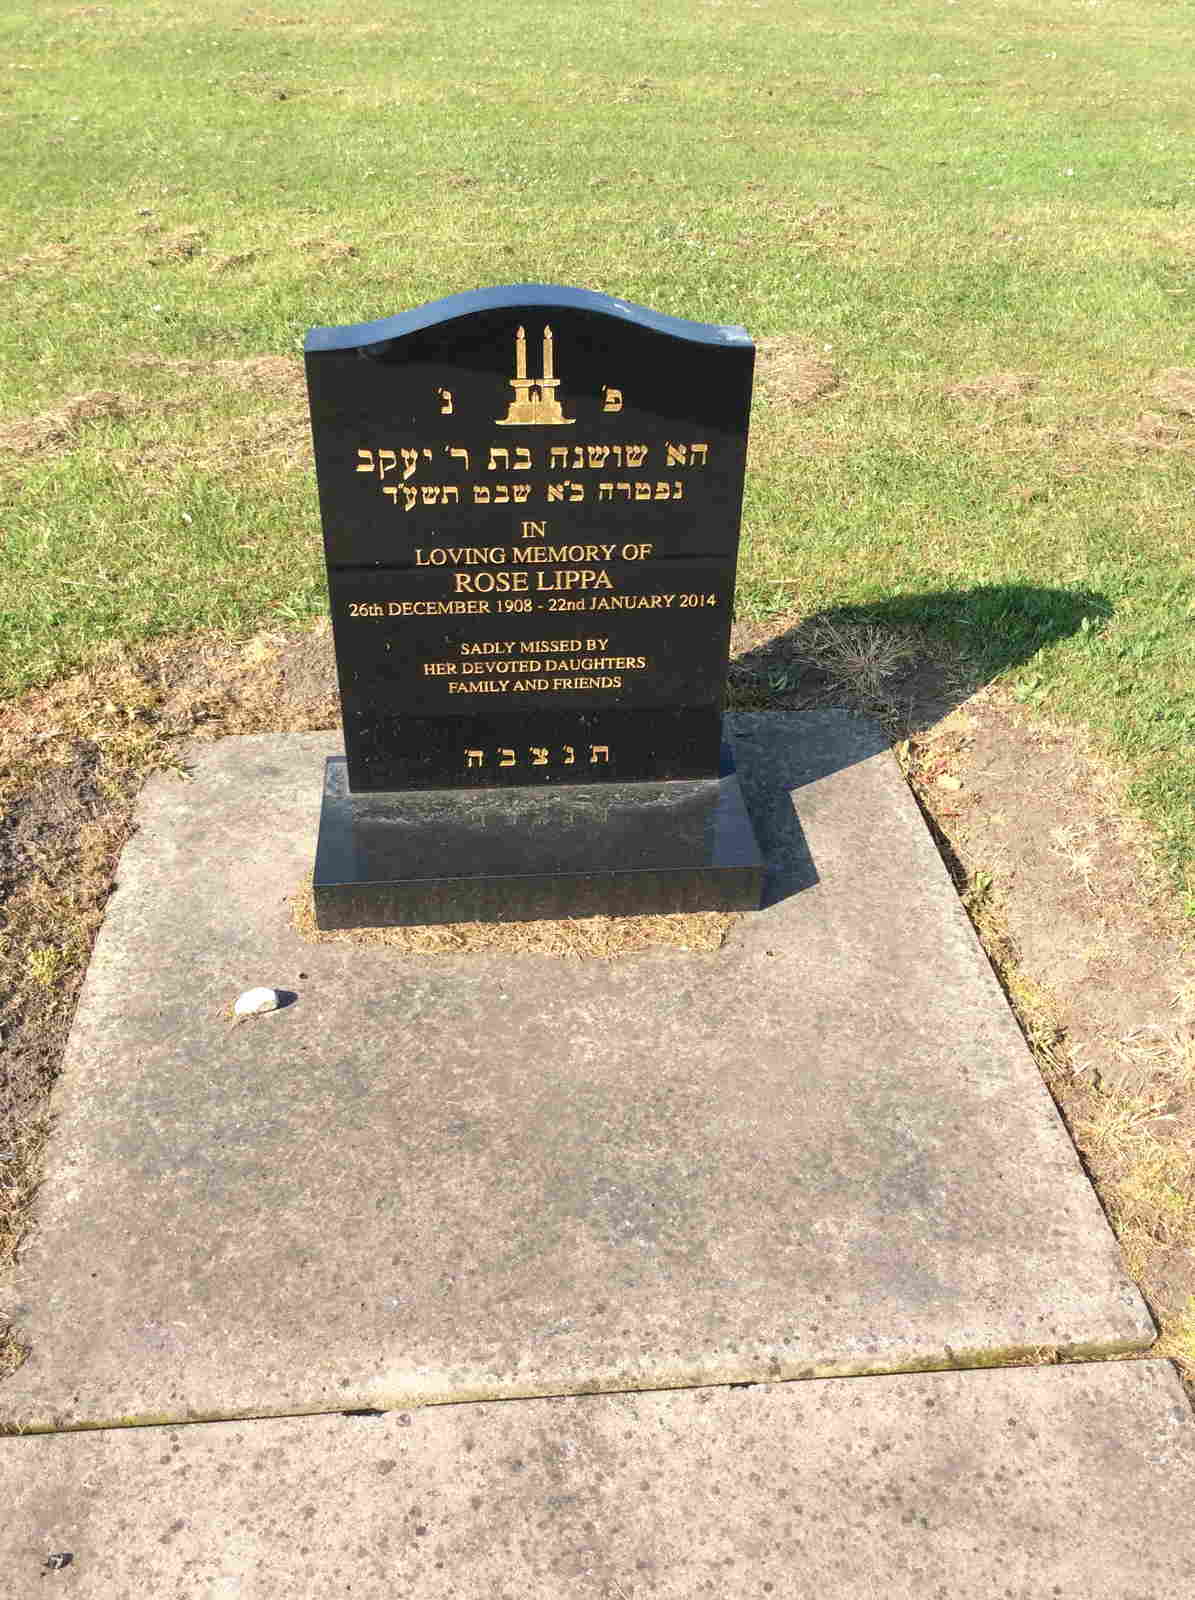 פ' נ'
הא' שושנה בת ר' יעקב
נפטרה כ"א שבט תשע"ד
IN
LOVING MEMORY OF
ROSE LIPPA
26th DECEMBER 1908 - 22nd JANUARY 2014
SADLY MISSED BY
HER DEVOTED DAUGHTERS
FAMILY AND FRIENDS
ת' נ' צ' ב' ה'